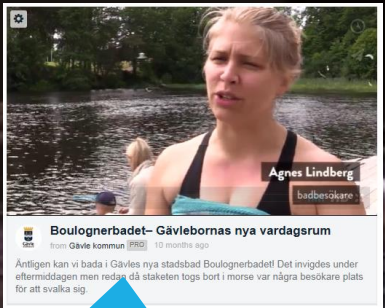 Agnes Lindberg
badbesökare
Boulognerbadet– Gävlebornas nya vardagsrum
Gävle
from Gävle kommun PRO 10 months ago
Äntligen kan vi bada i Gävles nya stadsbad Boulognerbadet! Det invigdes under
eftermiddagen men redan då staketen togs bort i morse var några besökare plats
för att svalka sig.